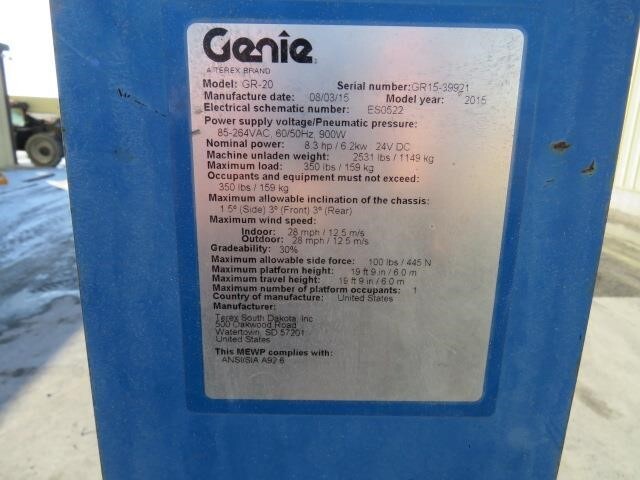 Genie
A TEREX BRAND
Model: GR-20 Serial number:GR15-39921
Manufacture date: 08/03/15 Model year: 2015
Electrical schematic number: ES0522
Power supply voltage/Pneumatic pressure:
85-264VAC, 60/50Hz, 900W
Nominal power: 8.3 hp / 6.2kw 24V DC
Machine unladen weight: 2531 lbs / 1149 kg
Maximum load: 350 lbs / 159 kg
Occupants and equipment must not exceed:
350 lbs / 159 kg
Maximum allowable inclination of the chassis:
1.5° (Side) 3° (Front) 3° (Rear)
Maximum wind speed:
Indoor: 28 mph / 12.5 m/s
Outdoor: 28 mph / 12.5 m/s
Gradeability: 30%
Maximum allowable side force: 100 lbs / 445 N
Maximum platform height: 19 ft 9 in / 6.0 m
Maximum travel height: 19 ft 9 in / 6.0 m
Maximum number of platform occupants: 1
Country of manufacture: United States
Manufacturer:
Terex South Dakota, Inc
500 Oakwood Road
Watertown, SD 57201
United States
This MEWP complies with:
ANSI/SIA A92.6